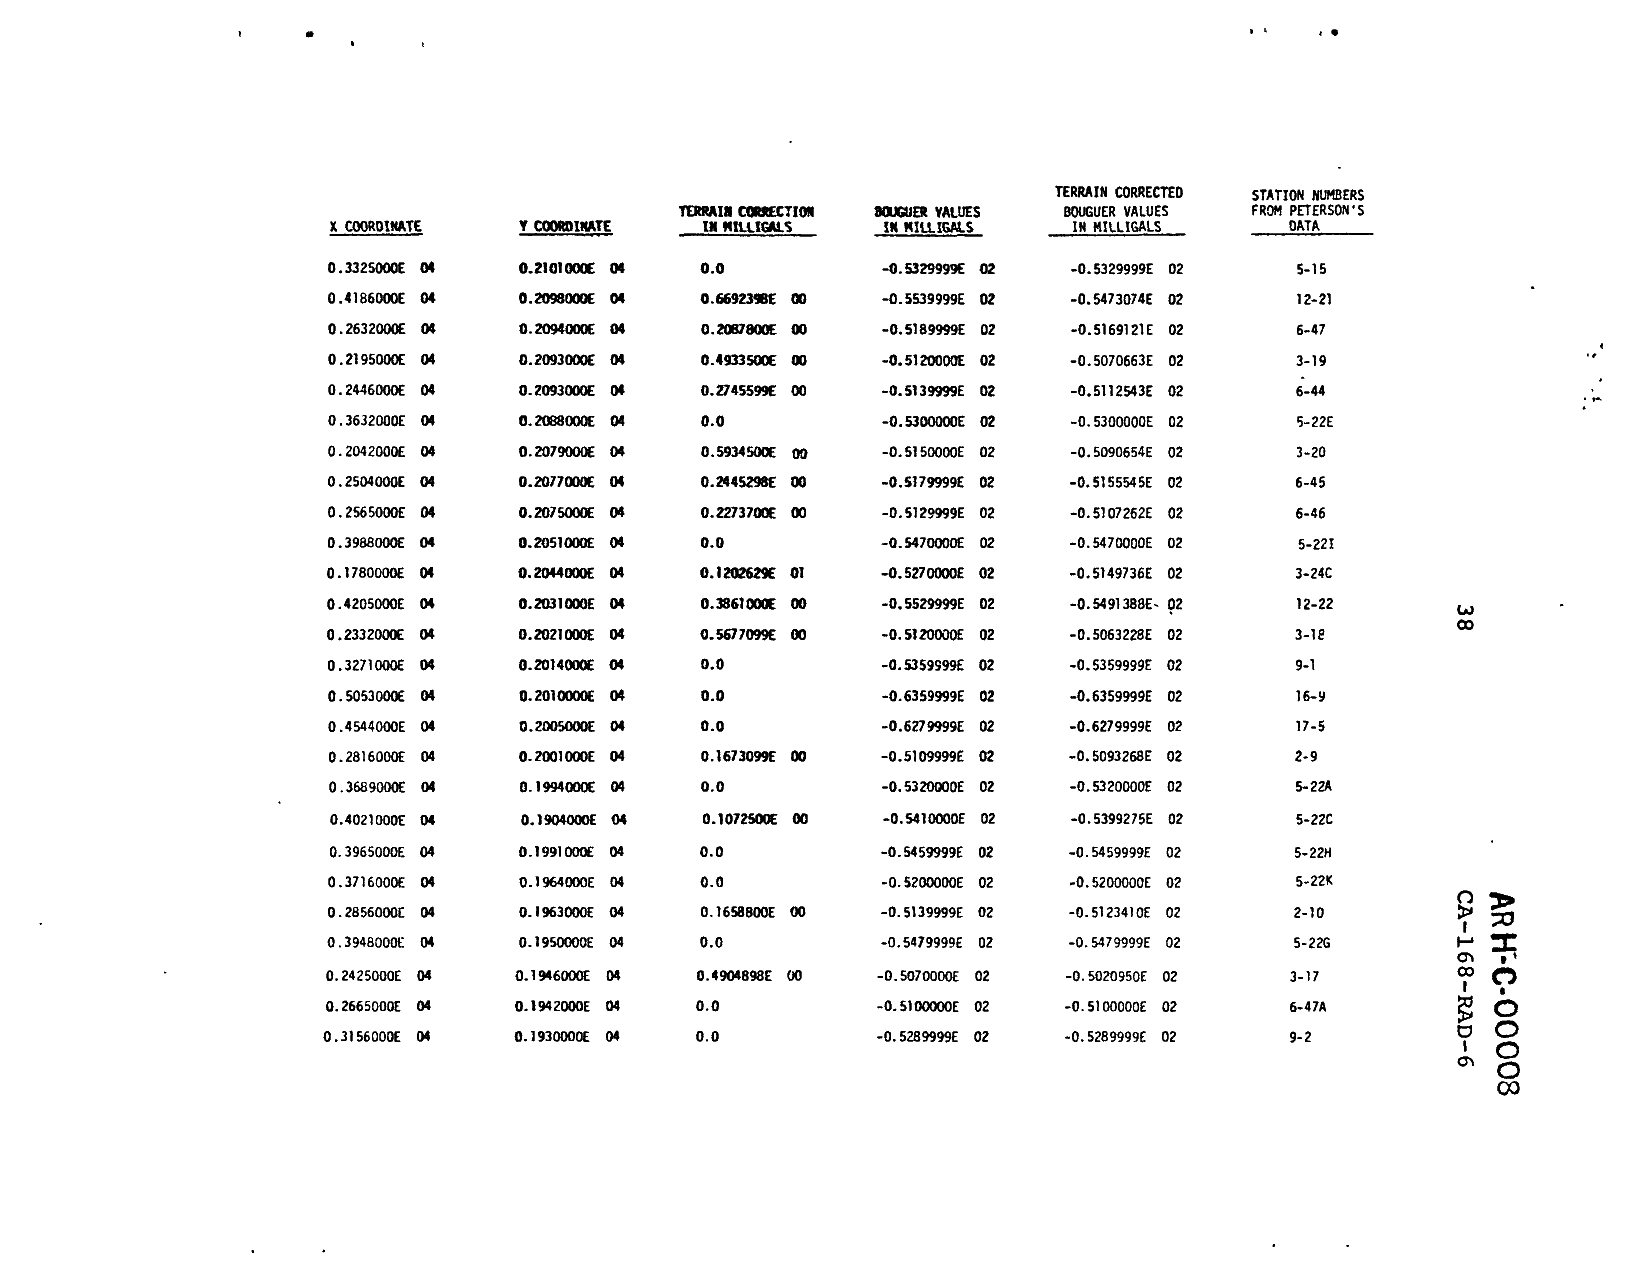 TERRAIN CORRECTED STATION NUMBERS
TERRAIN CORRECTION BOUGUER VALUES BOUGUER VALUES FROM PETERSON'S
X COORDINATE Y COORDINATE IN MILLIGALS IN MILLIGALS IN MILLIGALS DATA
0.3325000E 04 0.2101000E 04 0.0 -0.5329999E 02 -0.5329999E 02 5-15
0.4186000E 04 0.2098000E 04 0.6692398E 00 -0.5539999E 02 -0.5473074E 02 12-21
0.2632000E 04 0.2094000E 04 0.2087800E 00 -0.5189999E 02 -0.5169121E 02 6-47
0.2195000E 04 0.2093000E 04 0.4933500E 00 -0.5120000E 02 -0.5070663E 02 3-19
0.2446000E 04 0.2093000E 04 0.2745599E 00 -0.5139999E 02 -0.5112543E 02 6-44
0.3632000E 04 0.2088000E 04 0.0 -0.5300000E 02 -0.5300000E 02 5-22E
0.2042000E 04 0.2079000E 04 0.5934500E 00 -0.5150000E 02 -0.5090654E 02 3-20
0.2504000E 04 0.2077000E 04 0.2445298E 00 -0.5179999E 02 -0.5155545E 02 6-45
0.2565000E 04 0.2075000E 04 0.2273700E 00 -0.5129999E 02 -0.5107262E 02 6-46
0.3988000E 04 0.2051000E 04 0.0 -0.5470000E 02 -0.5470000E 02 5-22I
0.1780000E 04 0.2044000E 04 0.1202629E 01 -0.5270000E 02 -0.5149736E 02 3-24C
0.4205000E 04 0.2031000E 04 0.3861000E 00 -0.5529999E 02 -0.5491388E- 02 12-22
0.2332000E 04 0.2021000E 04 0.5677099E 00 -0.5120000E 02 -0.5063228E 02 3-18
0.3271000E 04 0.2014000E 04 0.0 -0.5359999E 02 -0.5359999E 02 9-1
0.5053000E 04 0.2010000E 04 0.0 -0.6359999E 02 -0.6359999E 02 16-9
0.4544000E 04 0.2005000E 04 0.0 -0.6279999E 02 -0.6279999E 02 17-5
0.2816000E 04 0.2001000E 04 0.1673099E 00 -0.5109999E 02 -0.5093268E 02 2-9
0.3689000E 04 0.1994000E 04 0.0 -0.5320000E 02 -0.5320000E 02 5-22A
0.4021000E 04 0.1904000E 04 0.1072500E 00 -0.5410000E 02 -0.5399275E 02 5-22C
0.3965000E 04 0.1991000E 04 0.0 -0.5459999E 02 -0.5459999E 02 5-22H
0.3716000E 04 0.1964000E 04 0.0 -0.5200000E 02 -0.5200000E 02 5-22K
0.2856000E 04 0.1963000E 04 0.1658800E 00 -0.5139999E 02 -0.5123410E 02 2-10
0.3948000E 04 0.1950000E 04 0.0 -0.5479999E 02 -0.5479999E 02 5-22G
0.2425000E 04 0.1946000E 04 0.4904898E 00 -0.5070000E 02 -0.5020950E 02 3-17
0.2665000E 04 0.1942000E 04 0.0 -0.5100000E 02 -0.5100000E 02 6-47A
0.3156000E 04 0.1930000E 04 0.0 -0.5289999E 02 -0.5289999E 02 9-2
38
ARH-C-00008
CA-168-RAD-6